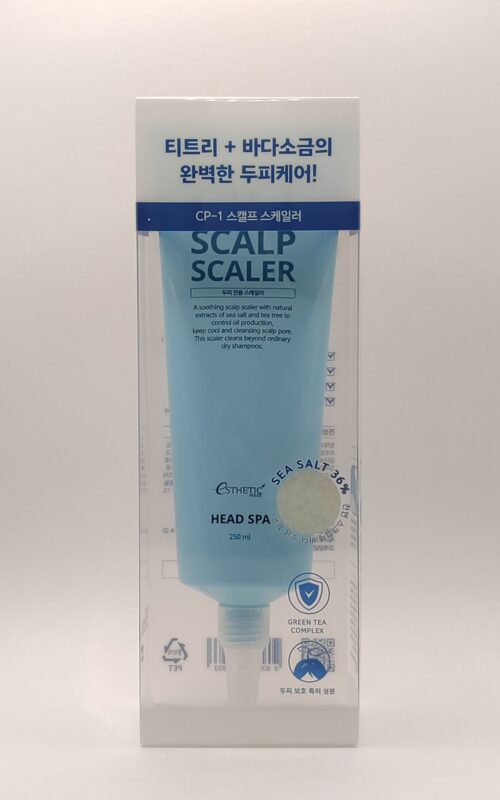 티트리 + 바다소금의
완벽한 두피케어!
CP-1 스캘프 스케일러
SCALP
SCALER
두피 전용 스케일러
A soothing scalp scaler with natural
extracts of sea salt and tea tree to
control oil production,
keep cool and cleansing scalp pore.
This scaler cleans beyond ordinary
dry shampoos.
eSTHETIC
SEA SALT 36%
HEAD SPA
250 ml
GREEN TEA
COMPLEX
PET
두피 보호 특허 성분